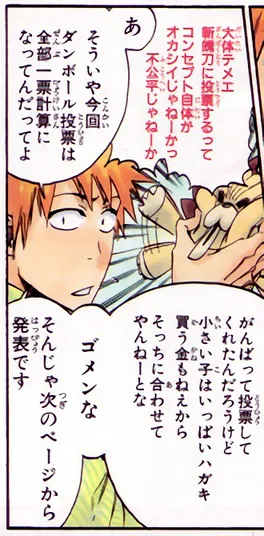 大体テメエ
斬魄刀に投票するって
コンセプト自体が
オカシイじゃねーかっ
不公平じゃねーか
あ
そういや今回
ダンボール投票は
全部一票計算に
なってんだってよ
がんばって投票して
くれたんだろうけど
小さい子はいっぱいハガキ
買う金もねえから
そっちに合わせて
やんねーとな
ゴメンな
そんじゃ次のページから
発表です